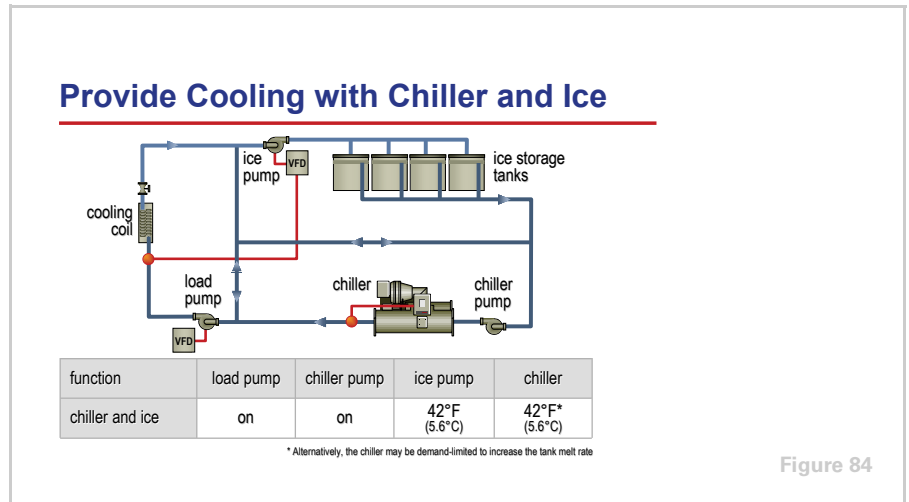 Provide Cooling with Chiller and Ice
ice
pump
VFD
ice storage
tanks
cooling
coil
load
pump
chiller
chiller
pump
VFD
function load pump chiller pump ice pump chiller
chiller and ice on on 42°F 42°F*
(5.6°C) (5.6°C)
* Alternatively, the chiller may be demand-limited to increase the tank melt rate
Figure 84